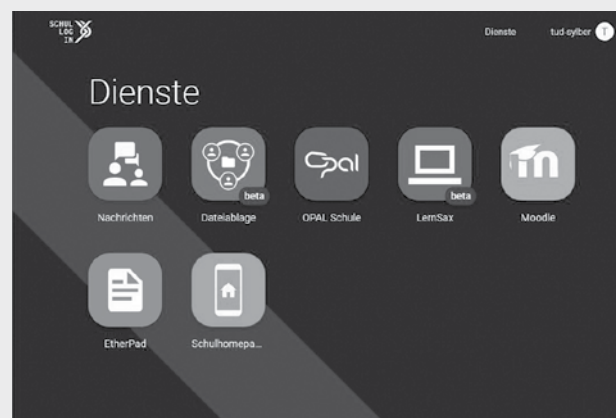 SCHUL
LOG
IN
Dienste
tud-sylber
T
Dienste
Nachrichten
Dateiablage
beta
Opal
OPAL Schule
LernSax
beta
m
Moodle
EtherPad
Schulhomepa...